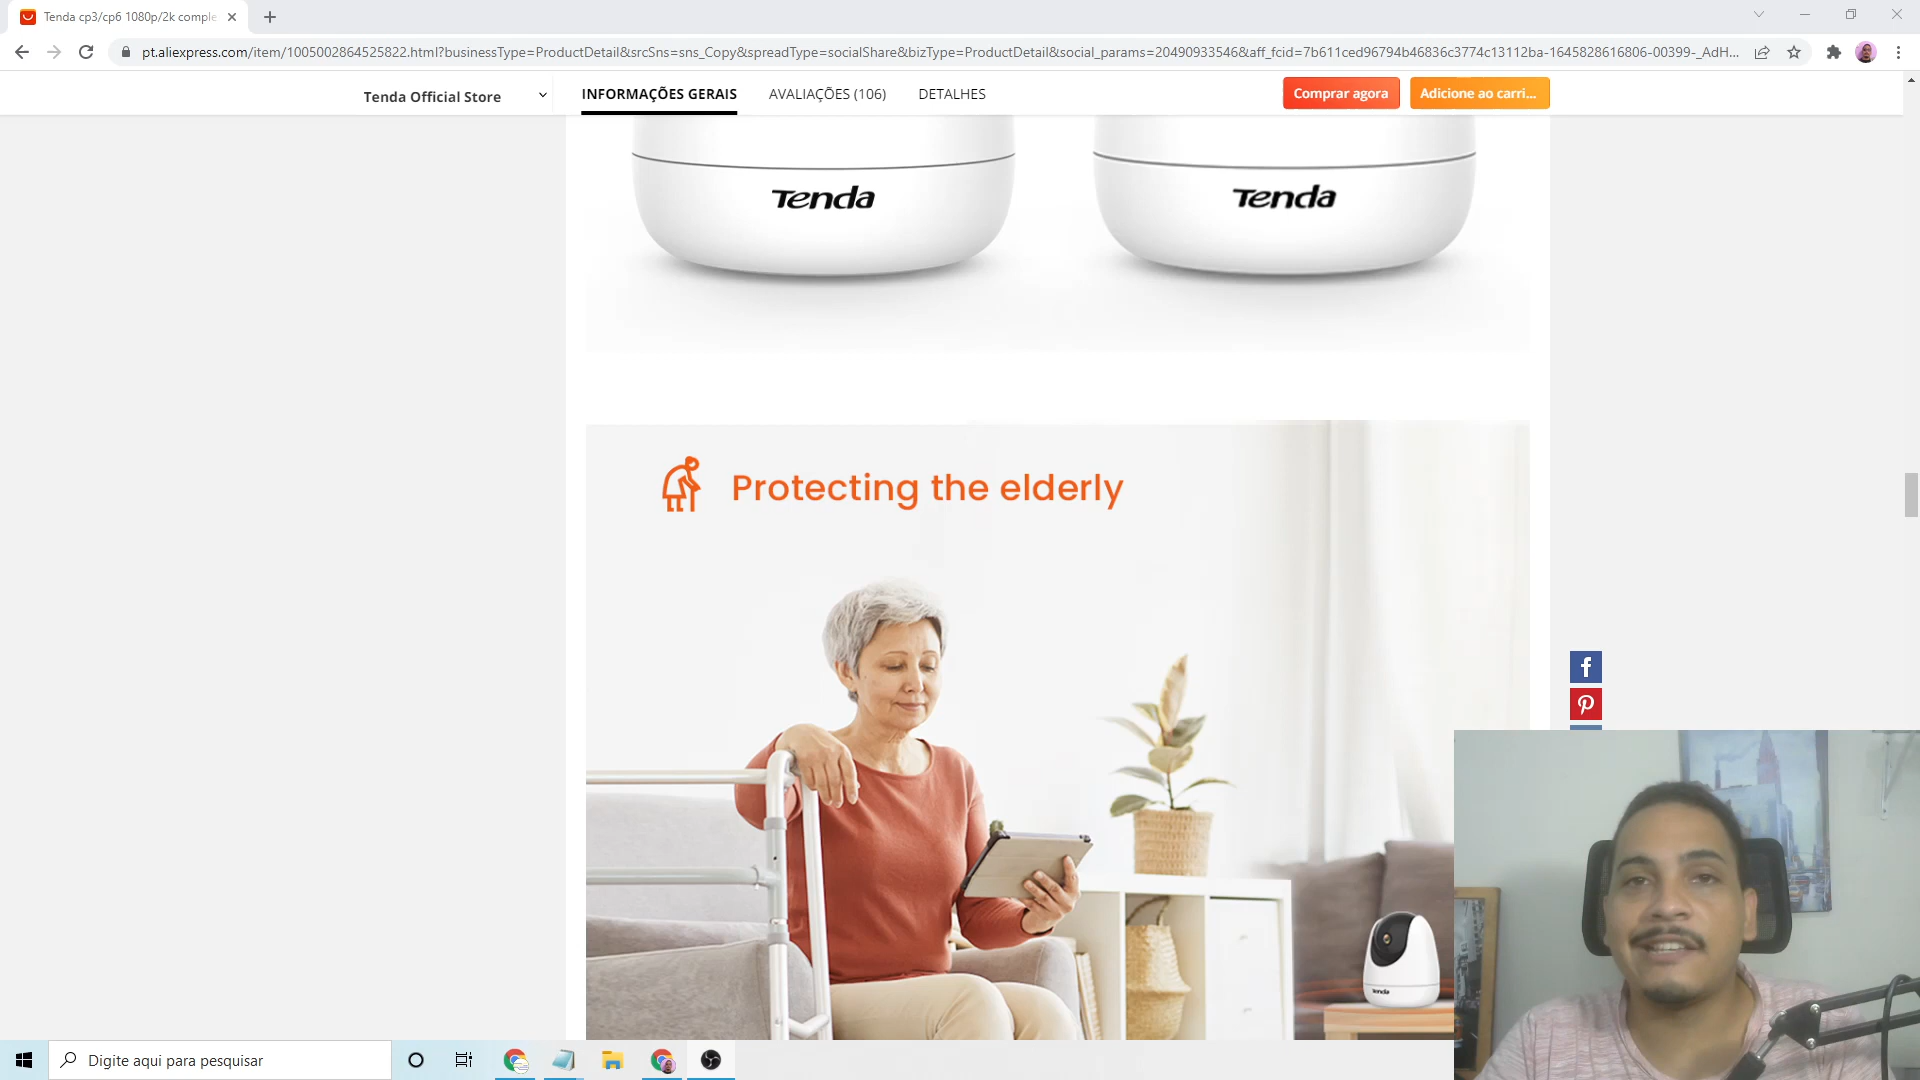 Tenda cp3/cp6 1080p/2k comple
pt.aliexpress.com/item/1005002864525822.html?businessType=ProductDetail&srcSns=sns_Copy&spreadType=socialShare&bizType=ProductDetail&social_params=20490933546&aff_fcid=7b611ced96794b46836c3774c13112ba-1645828616806-00399-_AdH...
Tenda Official Store
INFORMAÇÕES GERAIS
AVALIAÇÕES (106)
DETALHES
Comprar agora
Adicione ao carri...
Tenda
Tenda
Protecting the elderly
Tenda
Digite aqui para pesquisar